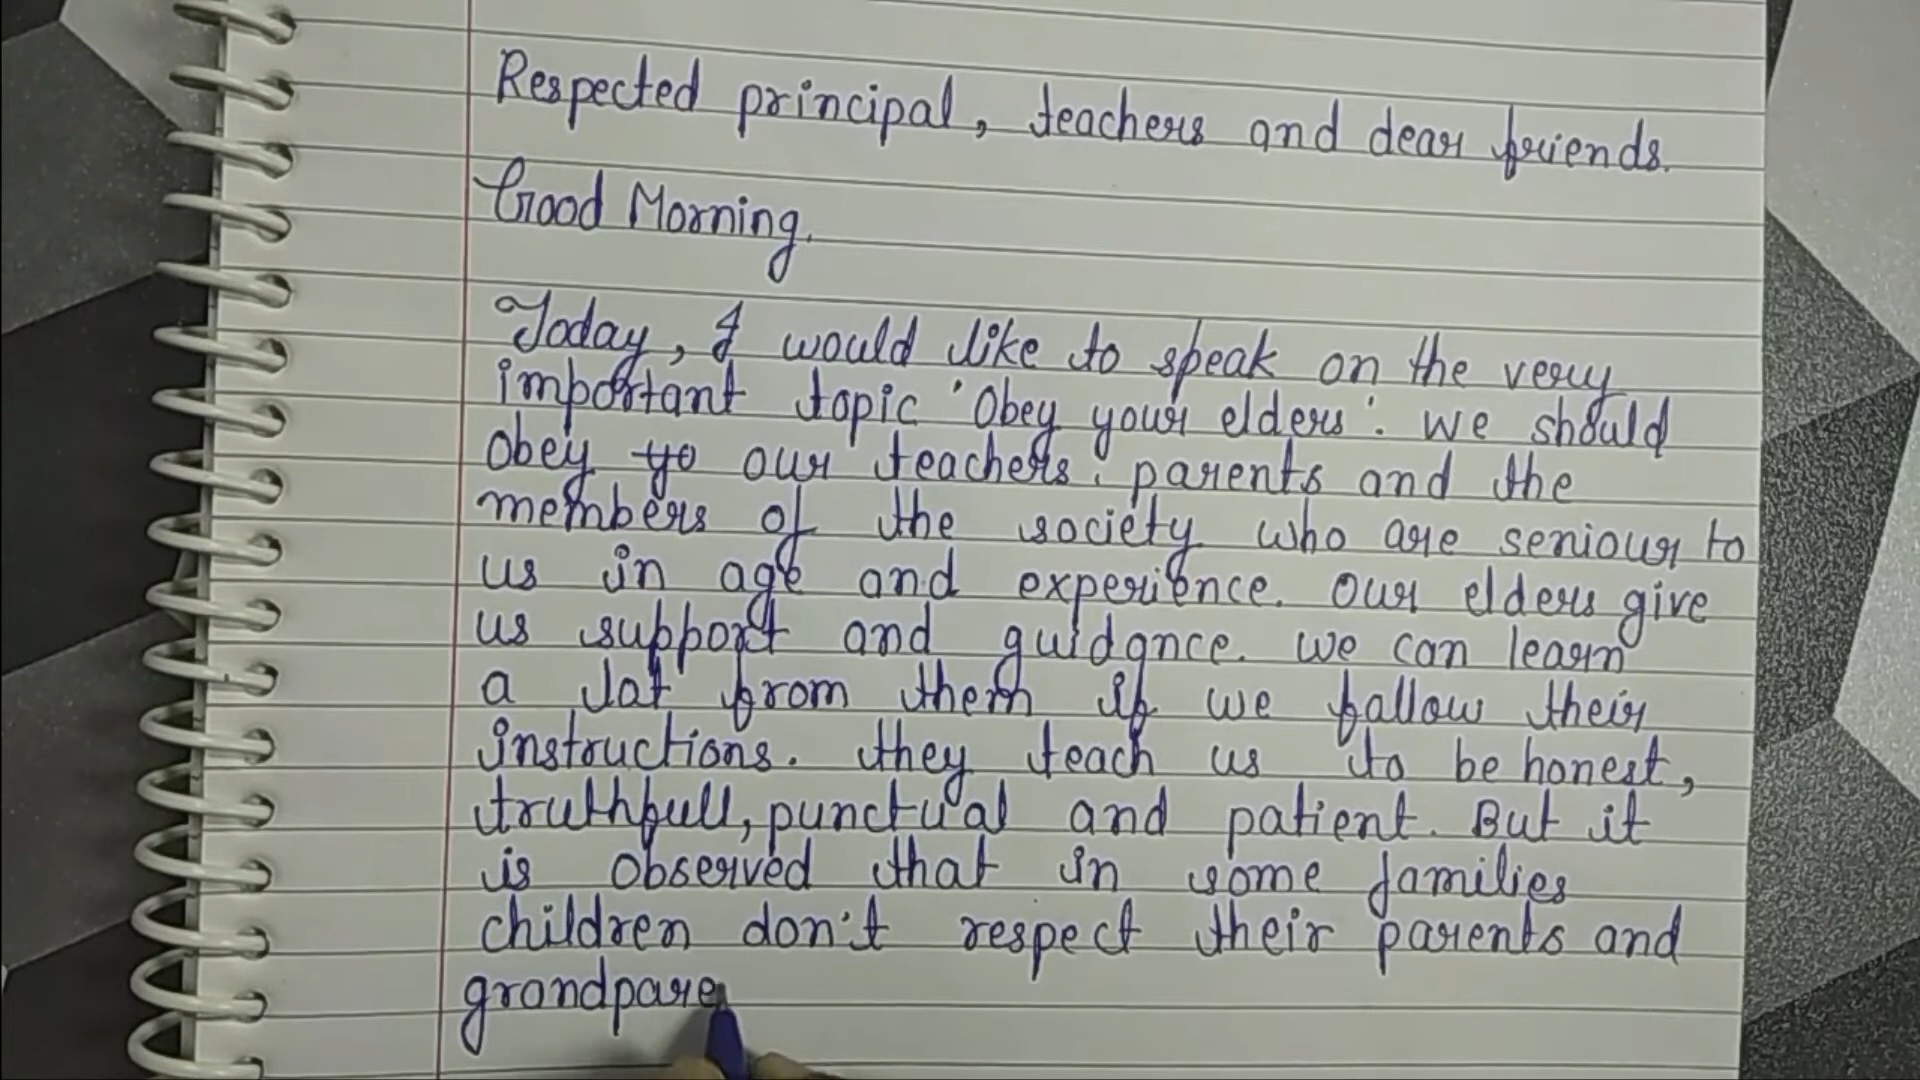 Respected principal, teachers and dear friends.
Good Morning.
Today, I would like to speak on the very
important topic 'Obey your elders'. we should
obey yo our teachers, parents and the
members of the society who are seniour to
us in age and experience. Our elders give
us support and guidance. we can learn
a lot from them if we fallow their
instructions. they teach us to be honest,
truthfull, punctual and patient. But it
is observed that in some families
children don't respect their parents and
grandpare